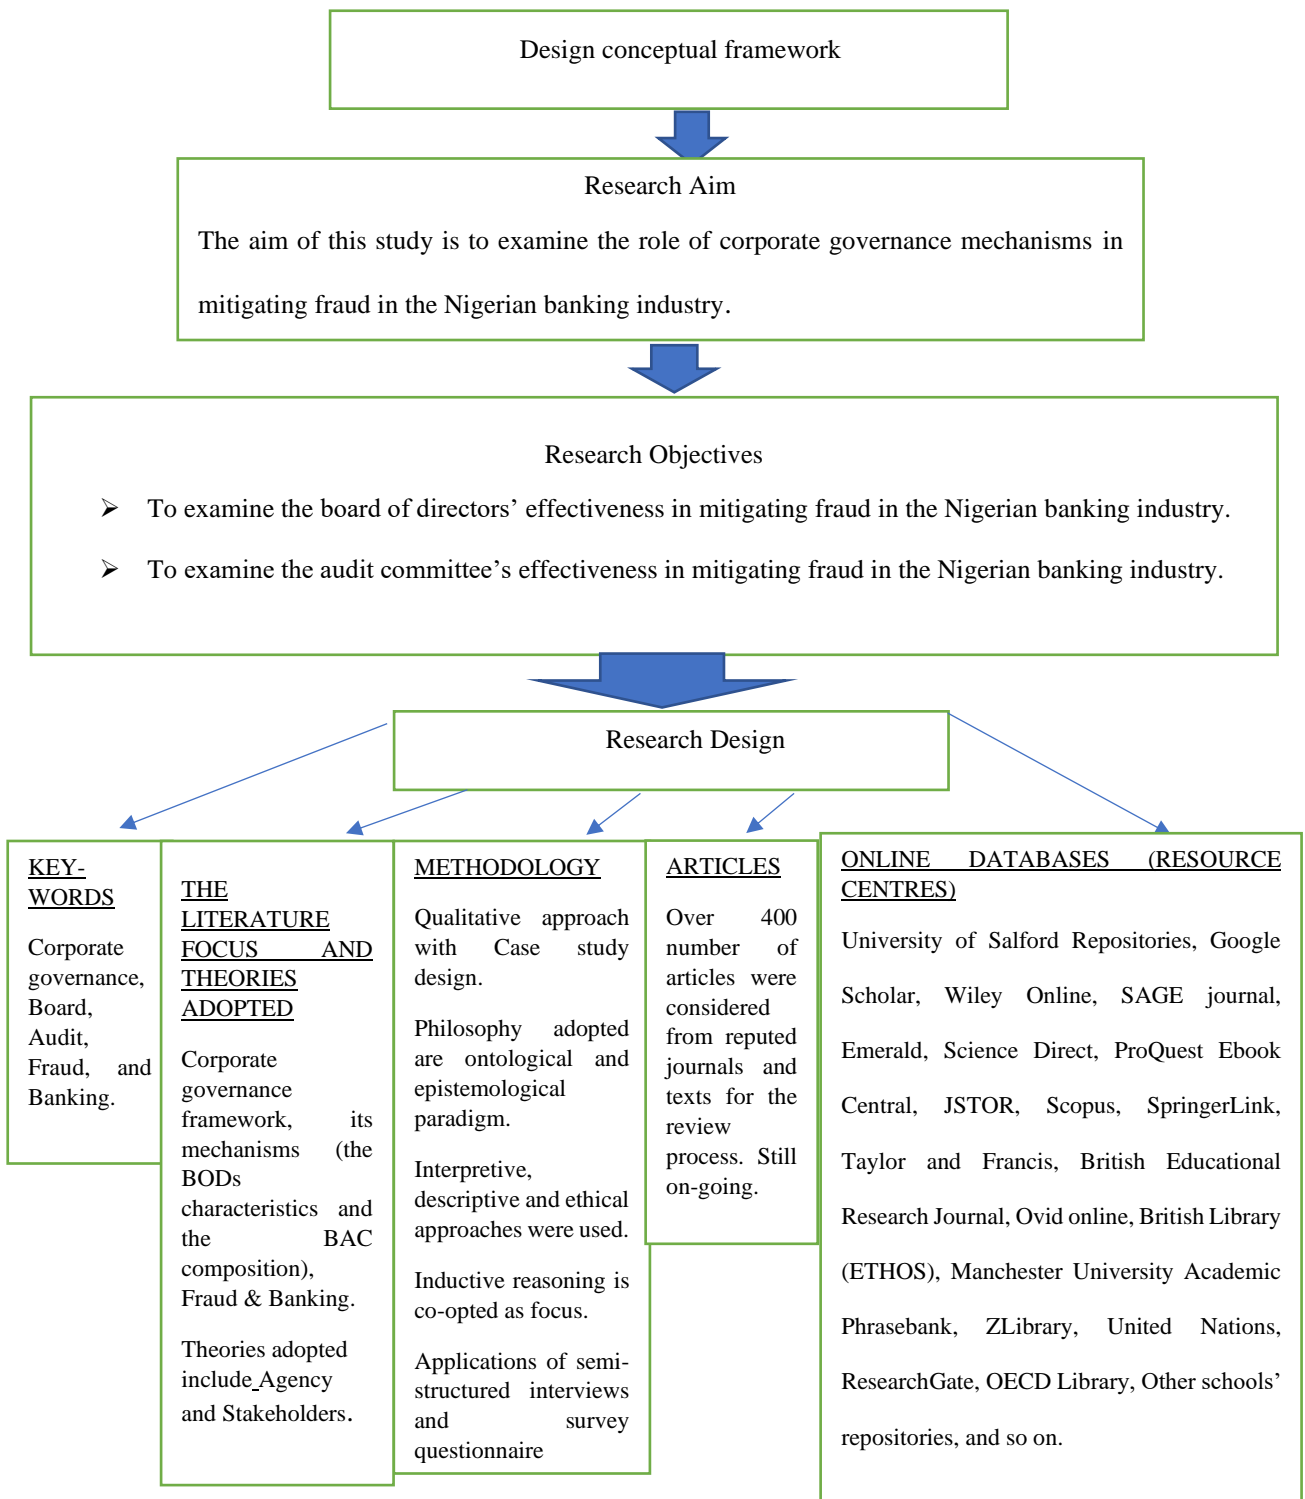 Design conceptual framework
Research Aim
The aim of this study is to examine the role of corporate governance mechanisms in
mitigating fraud in the Nigerian banking industry.
Research Objectives
➢ To examine the board of directors’ effectiveness in mitigating fraud in the Nigerian banking industry.
➢ To examine the audit committee’s effectiveness in mitigating fraud in the Nigerian banking industry.
Research Design
KEY-
WORDS
Corporate
governance,
Board,
Audit,
Fraud, and
Banking.
THE
LITERATURE
FOCUS AND
THEORIES
ADOPTED
Corporate
governance
framework, its
mechanisms (the
BODs
characteristics and
the BAC
composition),
Fraud & Banking.
Theories adopted
include Agency
and Stakeholders.
METHODOLOGY
Qualitative approach
with Case study
design.
Philosophy adopted
are ontological and
epistemological
paradigm.
Interpretive,
descriptive and ethical
approaches were used.
Inductive reasoning is
co-opted as focus.
Applications of semi-
structured interviews
and survey
questionnaire
ARTICLES
Over 400
number of
articles were
considered
from reputed
journals and
texts for the
review
process. Still
on-going.
ONLINE DATABASES (RESOURCE
CENTRES)
University of Salford Repositories, Google
Scholar, Wiley Online, SAGE journal,
Emerald, Science Direct, ProQuest Ebook
Central, JSTOR, Scopus, SpringerLink,
Taylor and Francis, British Educational
Research Journal, Ovid online, British Library
(ETHOS), Manchester University Academic
Phrasebank, ZLibrary, United Nations,
ResearchGate, OECD Library, Other schools’
repositories, and so on.